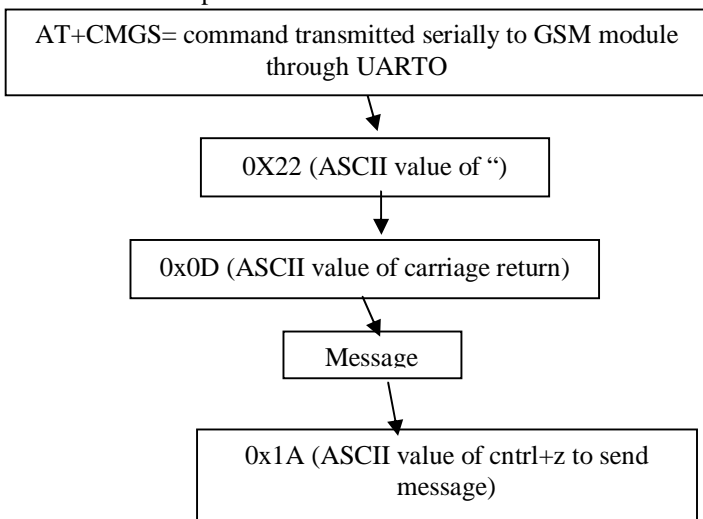 AT+CMGS= command transmitted serially to GSM module
through UARTO
0X22 (ASCII value of “)
0x0D (ASCII value of carriage return)
Message
0x1A (ASCII value of cntrl+z to send
message)